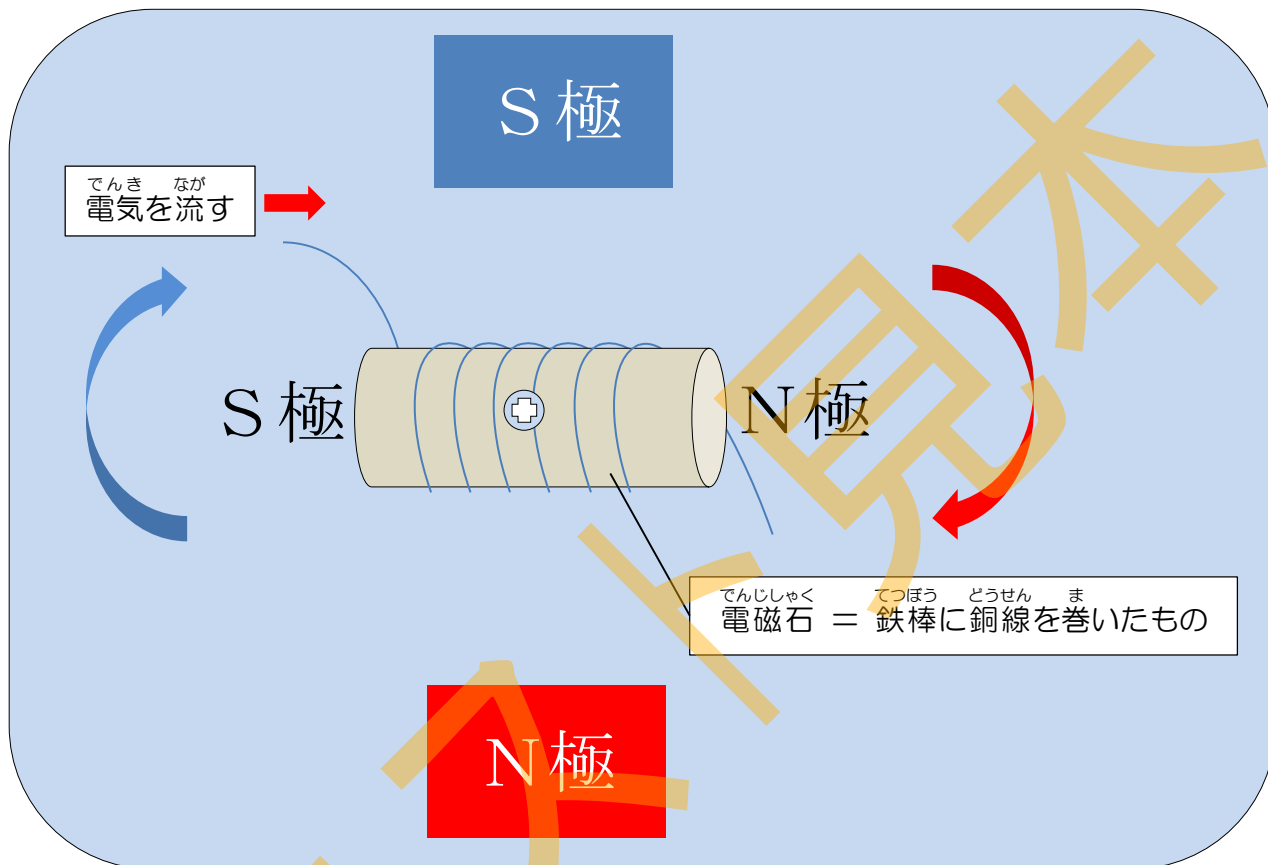 S極
でんき なが
電気を流す
S極
N極
でんじしゃく てつぼう どうせん ま
電磁石 = 鉄棒に銅線を巻いたもの
N極
見本